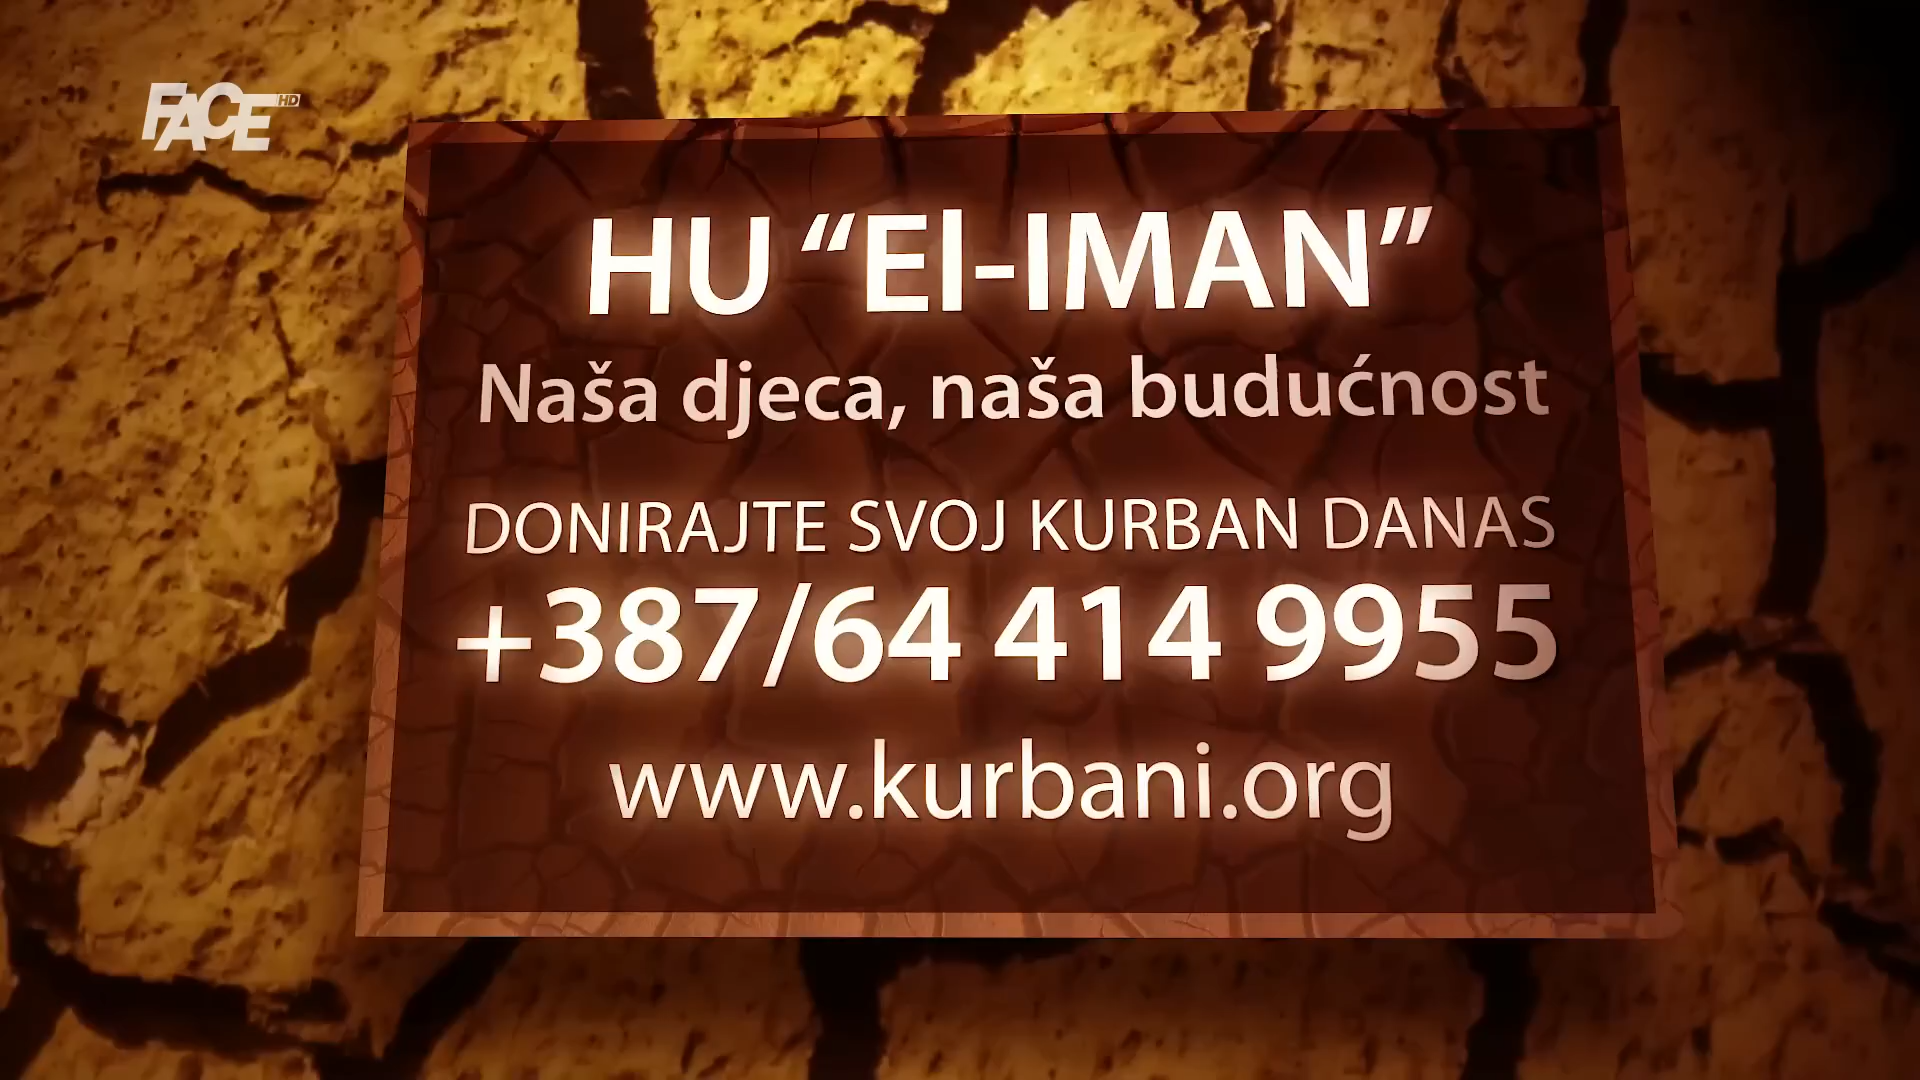 FACE HD
HU “El-IMAN”
Naša djeca, naša budućnost
DONIRAJTE SVOJ KURBAN DANAS
+387/64 414 9955
www.kurbani.org